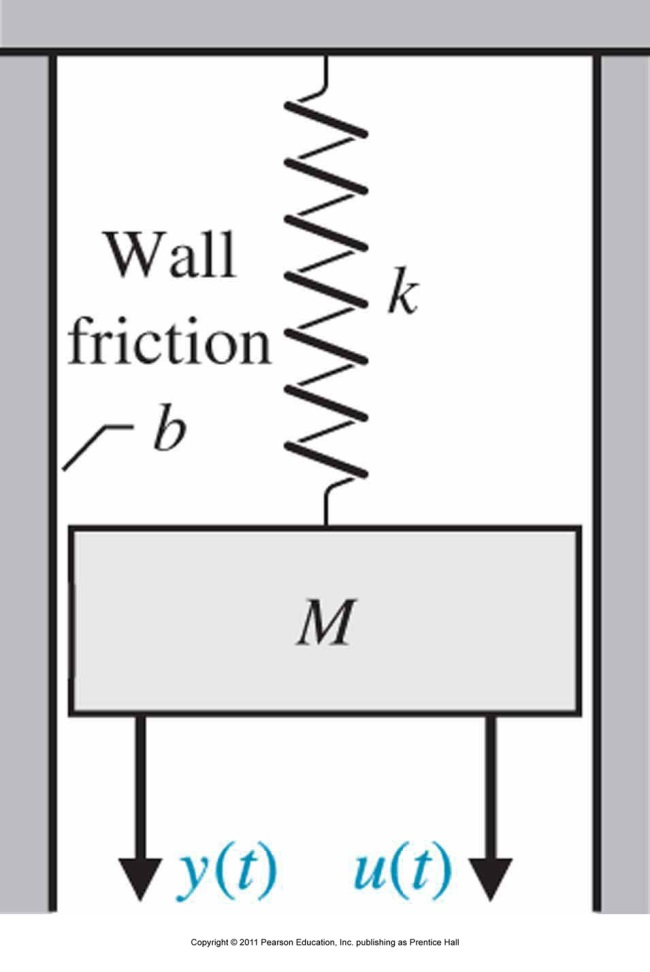 Wall
friction
b
k
M
y(t)
u(t)
Copyright © 2011 Pearson Education, Inc. publishing as Prentice Hall